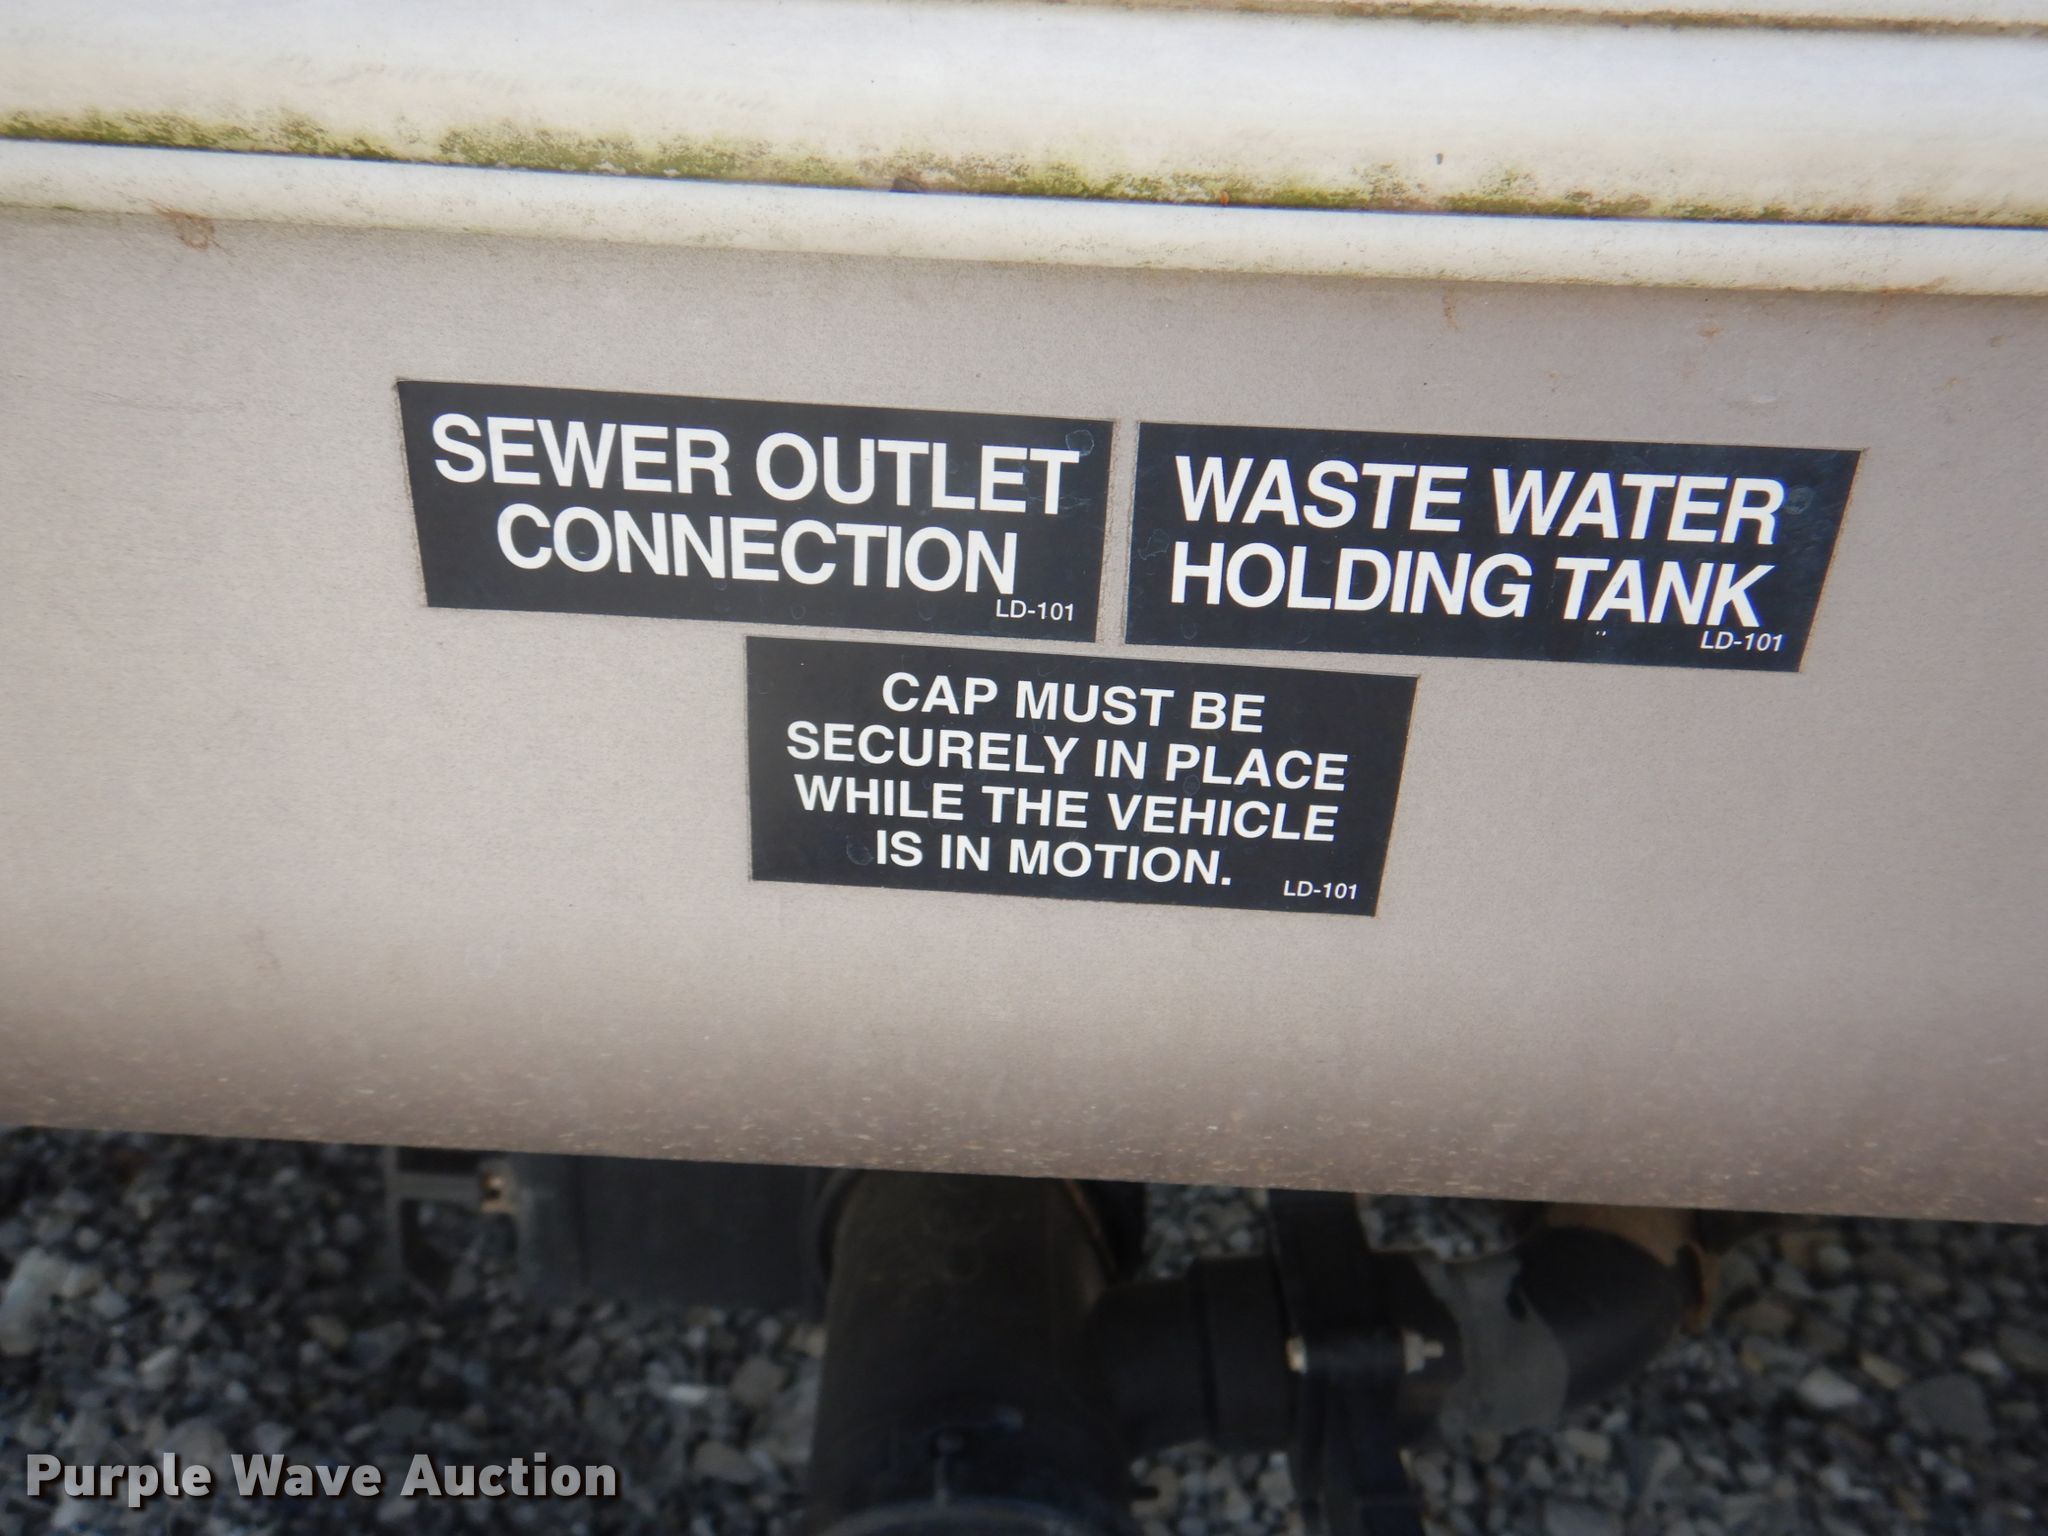 SEWER OUTLET
CONNECTION
LD-101
WASTE WATER
HOLDING TANK
LD-101
CAP MUST BE
SECURELY IN PLACE
WHILE THE VEHICLE
IS IN MOTION.
LD-101
Purple Wave Auction